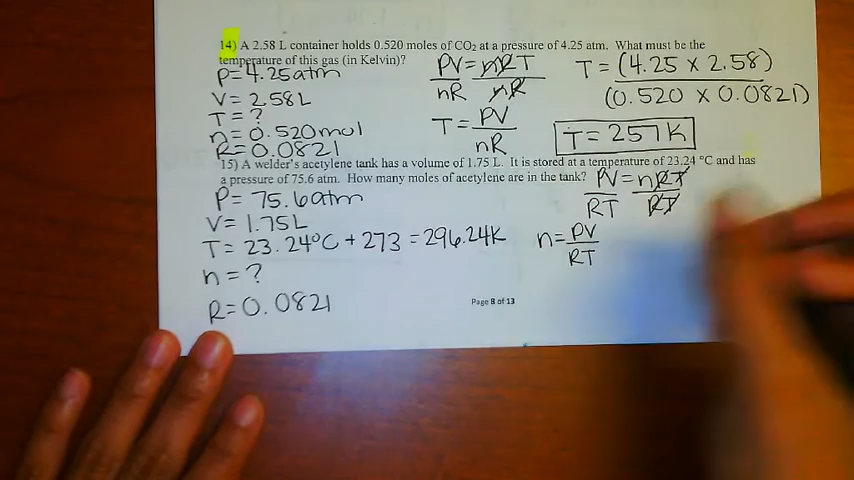 14) A 2.58 L container holds 0.520 moles of CO₂ at a pressure of 4.25 atm. What must be the
temperature of this gas (in Kelvin)?
P=4.25atm
V=2.58L
T=?
n=0.520mol
R=0.0821
PV=nRT
nR nR
T=PV
nR
T=(4.25 x 2.58)
(0.520 x 0.0821)
T=257K
15) A welder's acetylene tank has a volume of 1.75 L. It is stored at a temperature of 23.24 °C and has
a pressure of 75.6 atm. How many moles of acetylene are in the tank?
P=75.6atm
V=1.75L
T=23.24°C+273=296.24K
n=?
R=0.0821
PV=nRT
RT RT
n=PV
RT
Page 8 of 13